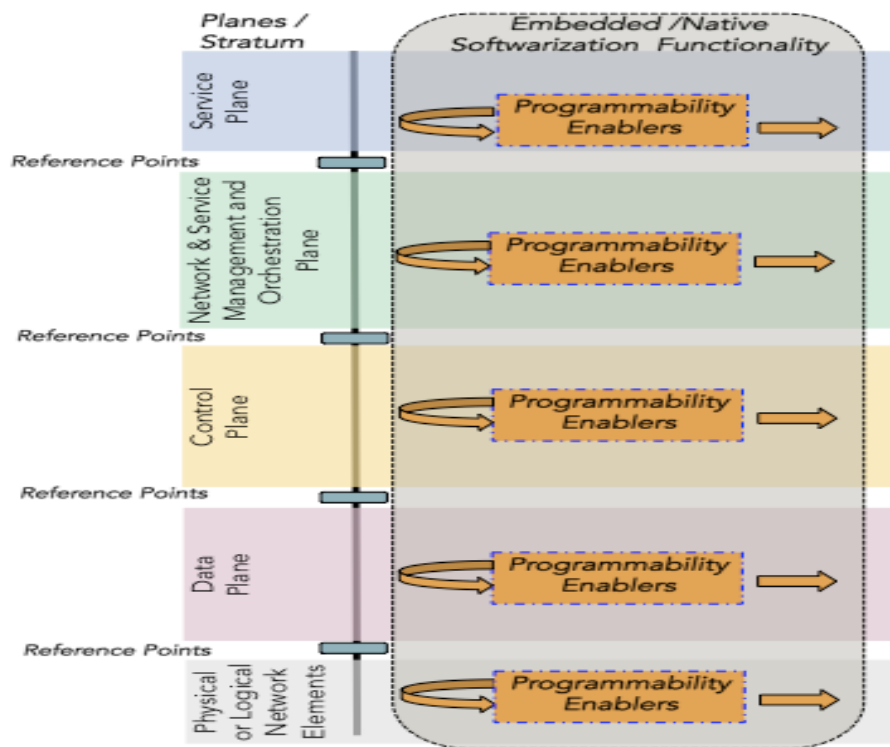 Planes /
Stratum
Embedded /Native
Softwarization Functionality
Service
Plane
Programmability
Enablers
Reference Points
Network & Service
Management and
Orchestration
Plane
Programmability
Enablers
Reference Points
Control
Plane
Programmability
Enablers
Reference Points
Data
Plane
Programmability
Enablers
Reference Points
Physical
or Logical
Network
Elements
Programmability
Enablers